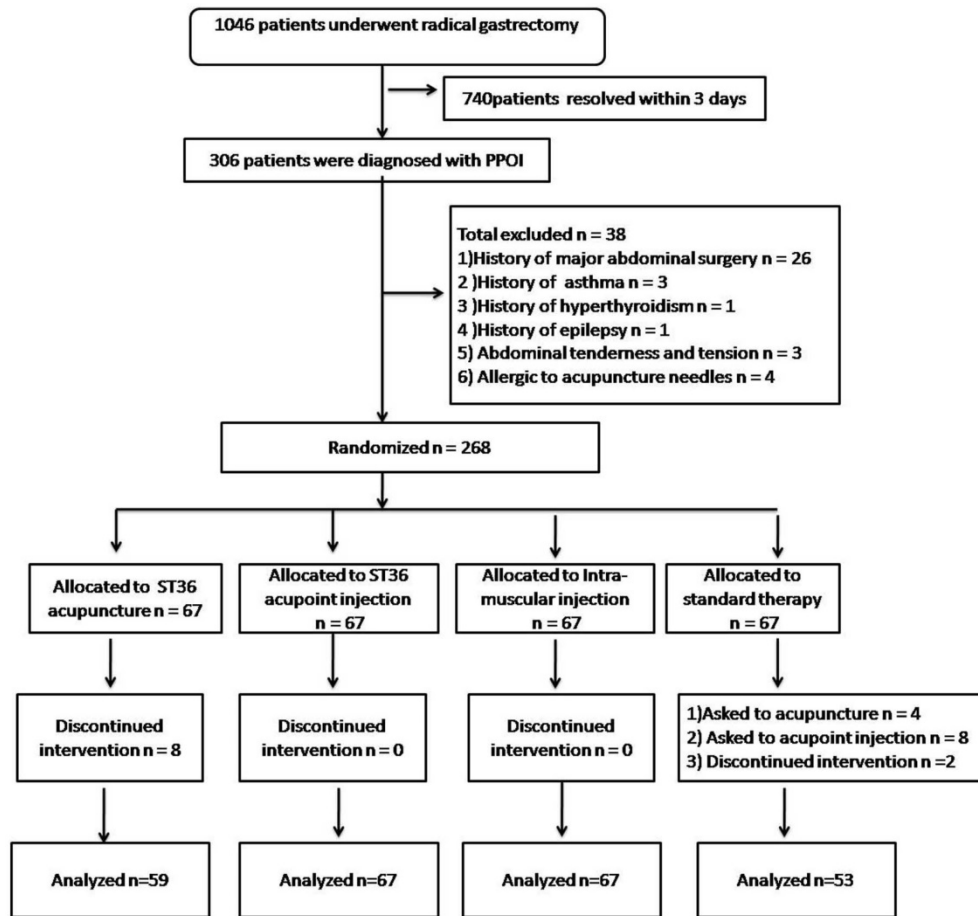 1046 patients underwent radical gastrectomy
740patients resolved within 3 days
306 patients were diagnosed with PPOI
Total excluded n = 38
1)History of major abdominal surgery n = 26
2 )History of asthma n = 3
3 )History of hyperthyroidism n = 1
4 )History of epilepsy n = 1
5) Abdominal tenderness and tension n = 3
6) Allergic to acupuncture needles n = 4
Randomized n = 268
Allocated to ST36
acupuncture n = 67
Allocated to ST36
acupoint injection
n = 67
Allocated to Intra-
muscular injection
n = 67
Allocated to
standard therapy
n = 67
Discontinued
intervention n = 8
Discontinued
intervention n = 0
Discontinued
intervention n = 0
1)Asked to acupuncture n = 4
2) Asked to acupoint injection n = 8
3) Discontinued intervention n =2
Analyzed n=59
Analyzed n=67
Analyzed n=67
Analyzed n=53